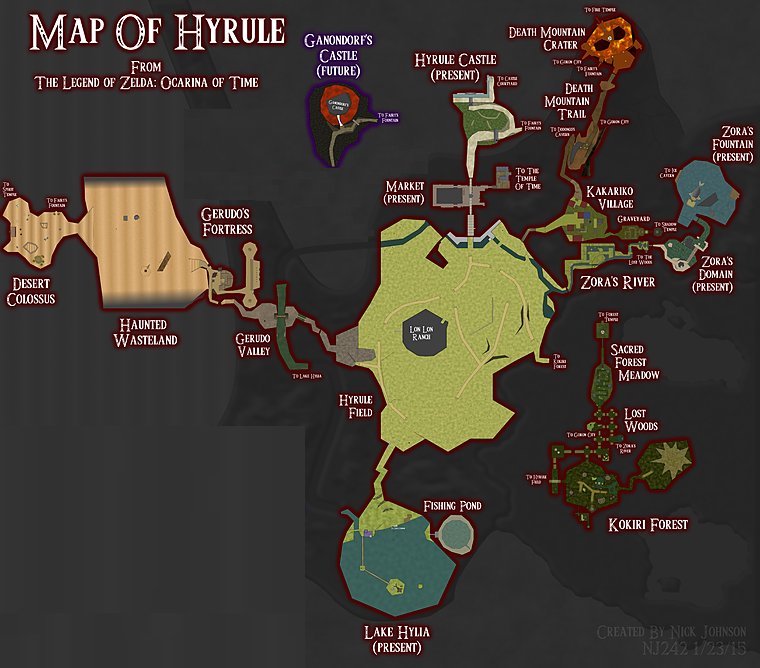 Map Of Hyrule
From
The Legend of Zelda: Ocarina of Time
Ganondorf's
Castle
(future)
Ganondorf's
Castle
To Fairy's
Fountain
Hyrule Castle
(present)
To Castle
Courtyard
To Fairy's
Fountain
Market
(present)
To The
Temple
Of Time
To Fire Temple
Death Mountain
Crater
To Goron City
To Fairy's
Fountain
Death
Mountain
Trail
To Goron City
To Dodongo's
Cavern
Kakariko
Village
Graveyard
To Shadow
Temple
Zora's
Fountain
(present)
To Ice
Cavern
Zora's
Domain
(present)
To The
Lost Woods
Zora's River
To
Spirit
Temple
To Fairy's
Fountain
Desert
Colossus
Haunted
Wasteland
Gerudo's
Fortress
Gerudo
Valley
To Lake Hylia
Lon Lon
Ranch
Hyrule
Field
To
Kokiri
Forest
To Forest
Temple
Sacred
Forest
Meadow
Lost
Woods
To Goron City
To Zora's
River
To Hyrule
Field
Kokiri Forest
Fishing Pond
Lake Hylia
(present)
Created By Nick Johnson
NJ242 1/23/15